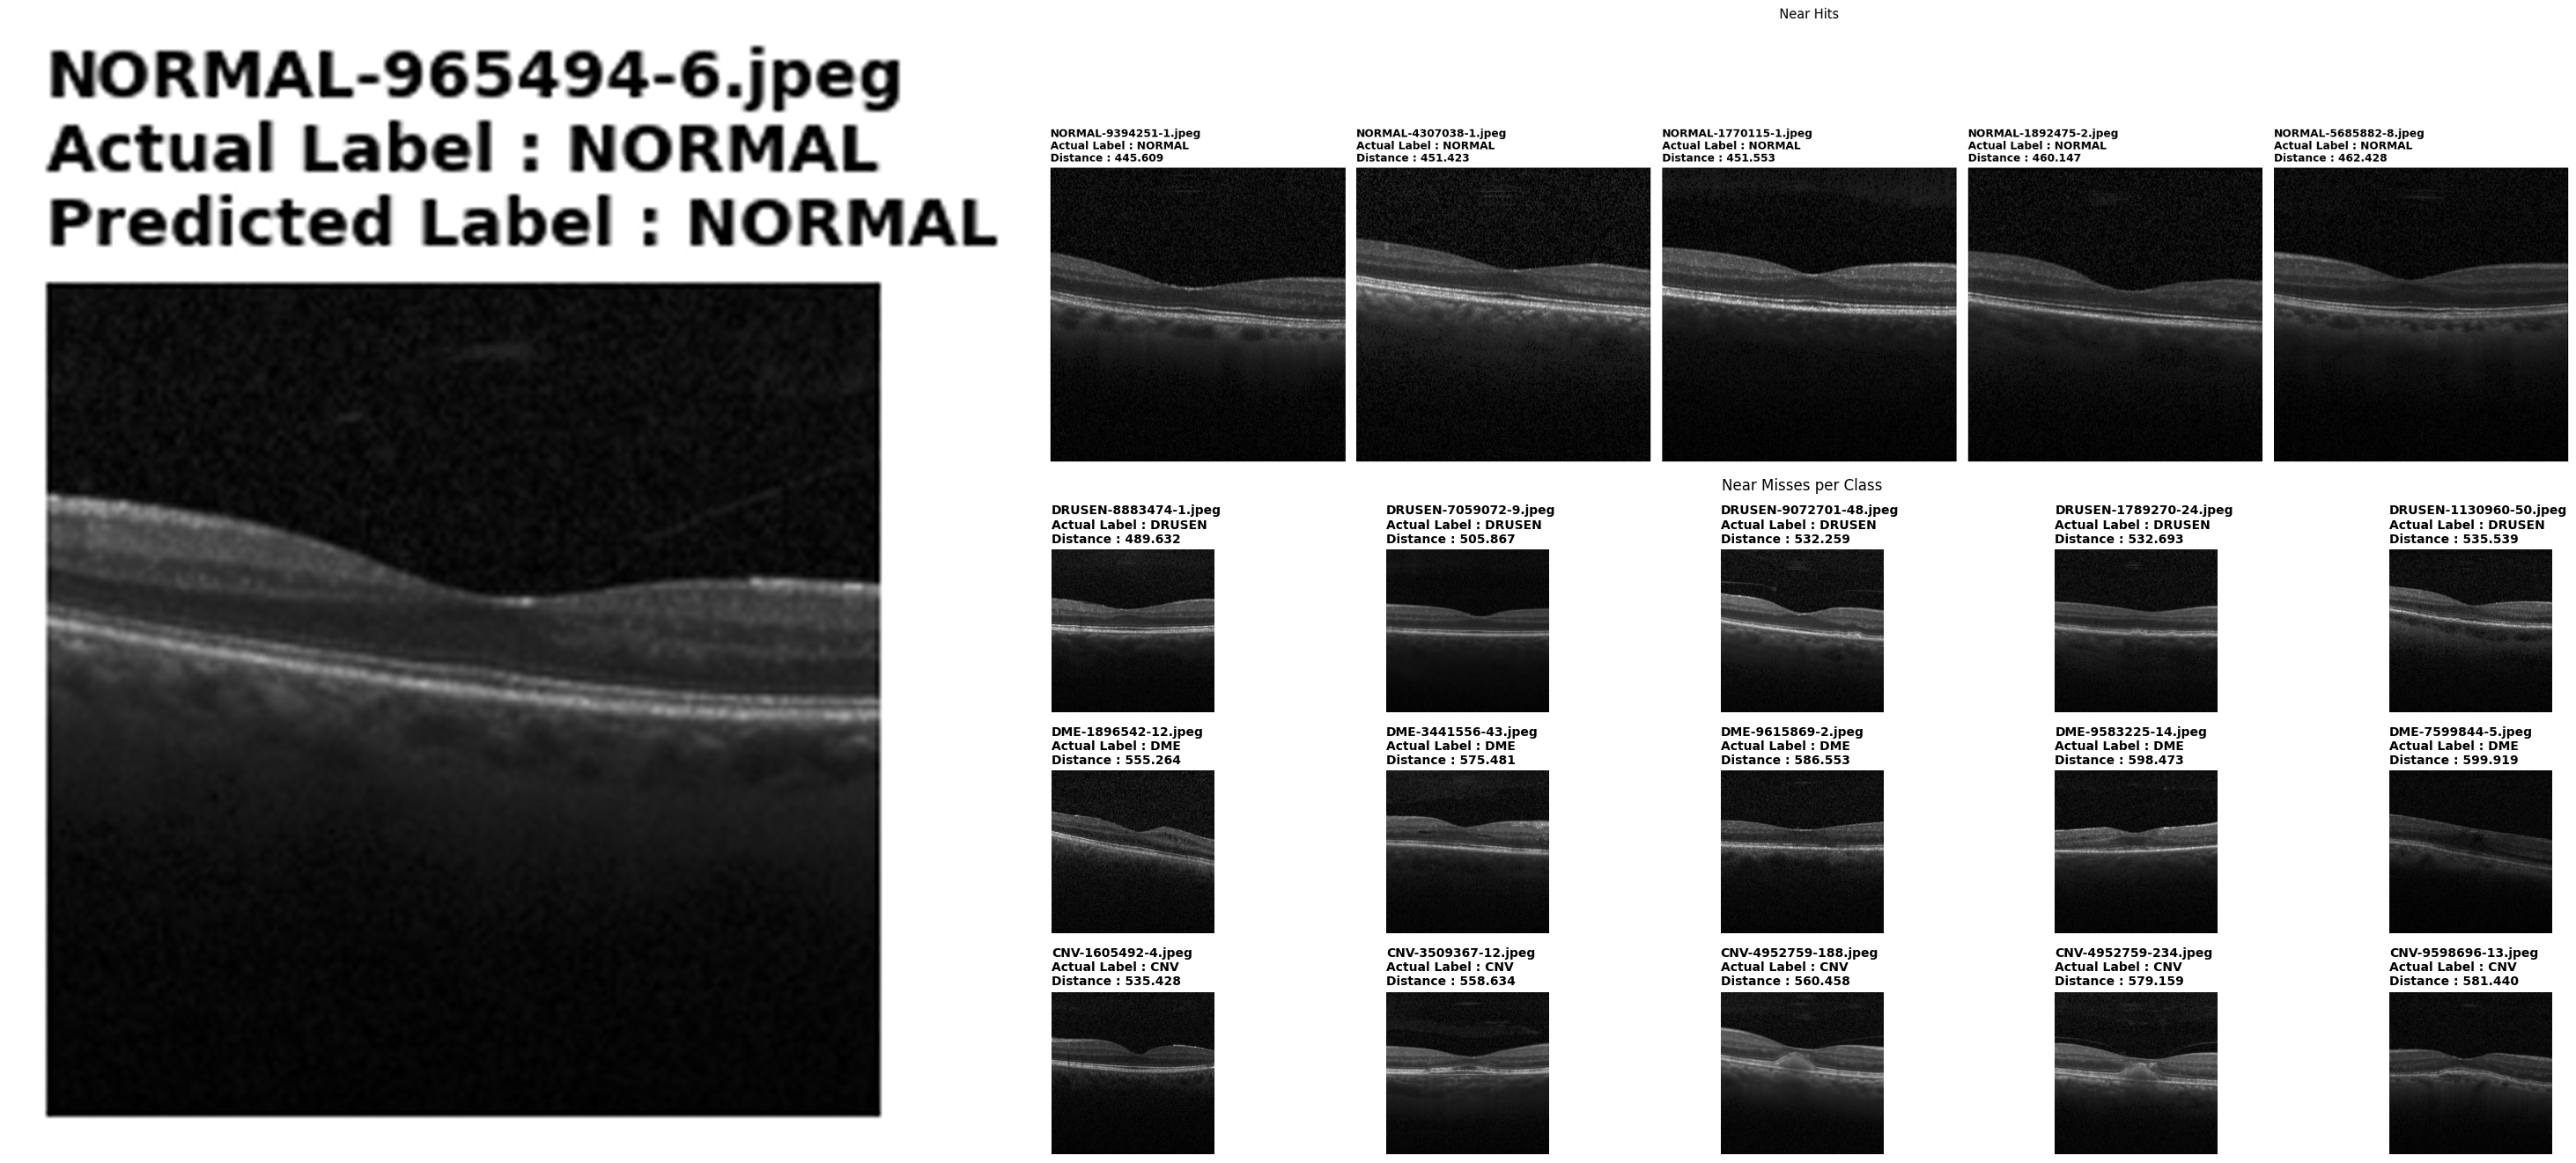 NORMAL-965494-6.jpeg
Actual Label : NORMAL
Predicted Label : NORMAL
Near Hits
NORMAL-9394251-1.jpeg
Actual Label : NORMAL
Distance : 445.609
NORMAL-4307038-1.jpeg
Actual Label : NORMAL
Distance : 451.423
NORMAL-1770115-1.jpeg
Actual Label : NORMAL
Distance : 451.553
NORMAL-1892475-2.jpeg
Actual Label : NORMAL
Distance : 460.147
NORMAL-5685882-8.jpeg
Actual Label : NORMAL
Distance : 462.428
Near Misses per Class
DRUSEN-8883474-1.jpeg
Actual Label : DRUSEN
Distance : 489.632
DRUSEN-7059072-9.jpeg
Actual Label : DRUSEN
Distance : 505.867
DRUSEN-9072701-48.jpeg
Actual Label : DRUSEN
Distance : 532.259
DRUSEN-1789270-24.jpeg
Actual Label : DRUSEN
Distance : 532.693
DRUSEN-1130960-50.jpeg
Actual Label : DRUSEN
Distance : 535.539
DME-1896542-12.jpeg
Actual Label : DME
Distance : 555.264
DME-3441556-43.jpeg
Actual Label : DME
Distance : 575.481
DME-9615869-2.jpeg
Actual Label : DME
Distance : 586.553
DME-9583225-14.jpeg
Actual Label : DME
Distance : 598.473
DME-7599844-5.jpeg
Actual Label : DME
Distance : 599.919
CNV-1605492-4.jpeg
Actual Label : CNV
Distance : 535.428
CNV-3509367-12.jpeg
Actual Label : CNV
Distance : 558.634
CNV-4952759-188.jpeg
Actual Label : CNV
Distance : 560.458
CNV-4952759-234.jpeg
Actual Label : CNV
Distance : 579.159
CNV-9598696-13.jpeg
Actual Label : CNV
Distance : 581.440